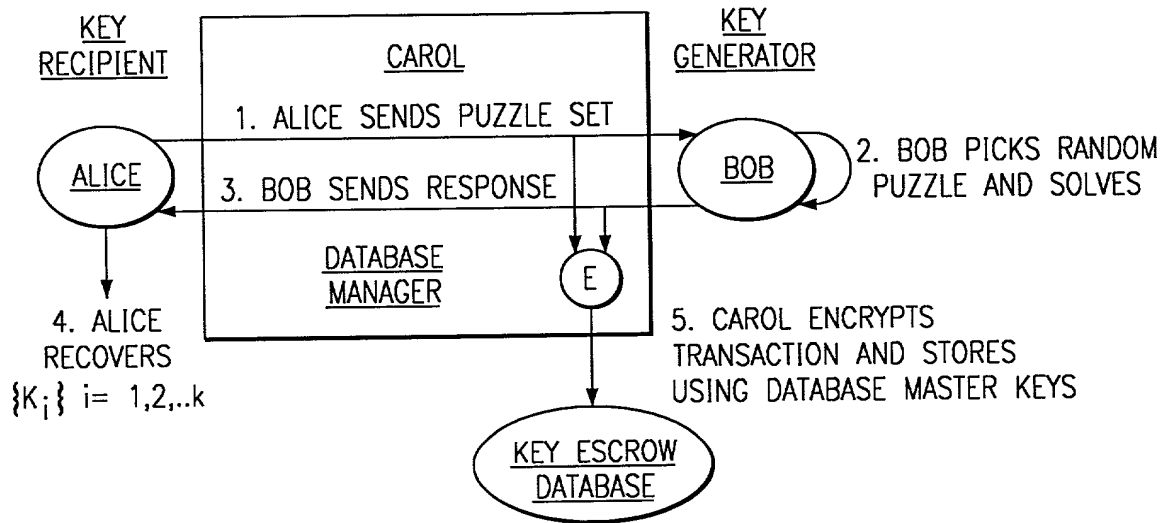 KEY
RECIPIENT
CAROL
KEY
GENERATOR
1. ALICE SENDS PUZZLE SET
ALICE
BOB
2. BOB PICKS RANDOM
PUZZLE AND SOLVES
3. BOB SENDS RESPONSE
DATABASE
MANAGER
E
4. ALICE
RECOVERS
{K_i} i= 1,2,..k
5. CAROL ENCRYPTS
TRANSACTION AND STORES
USING DATABASE MASTER KEYS
KEY ESCROW
DATABASE